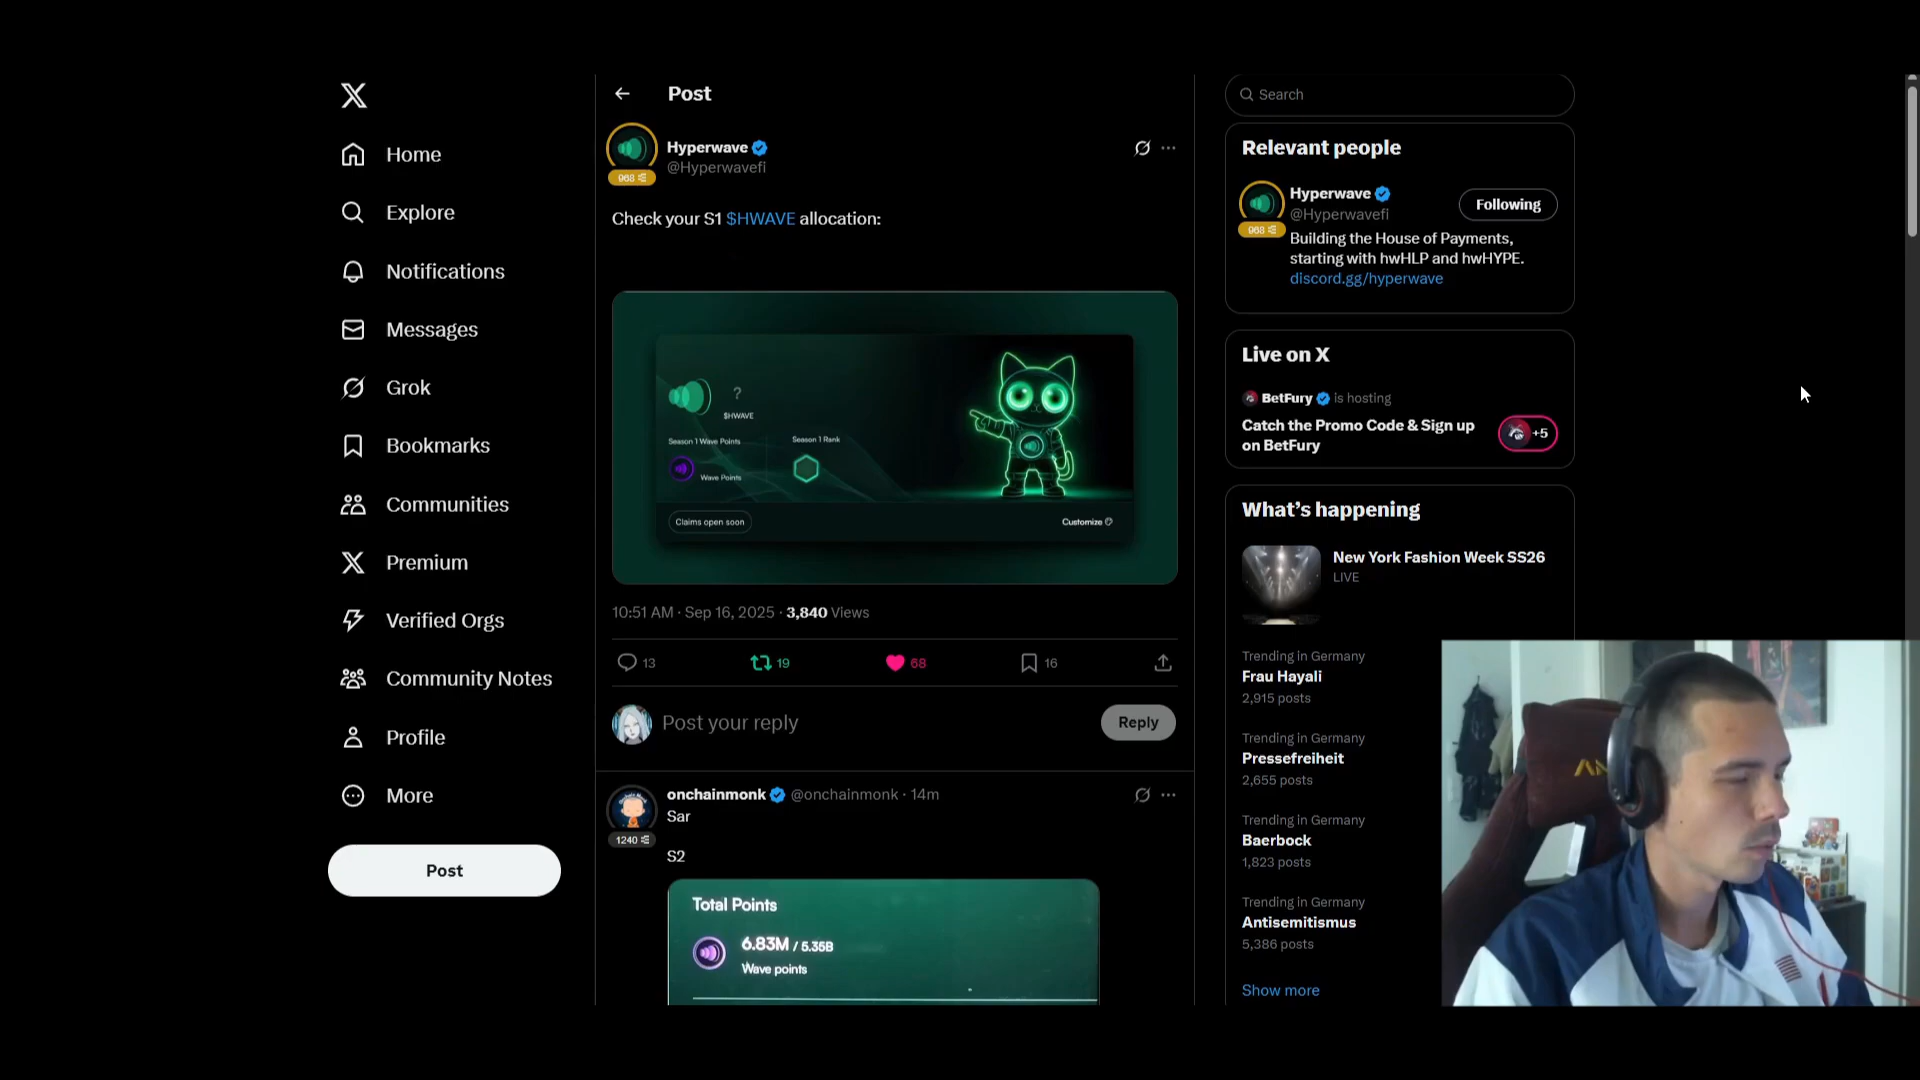 Home
Explore
Notifications
Messages
Grok
Bookmarks
Communities
Premium
Verified Orgs
Community Notes
Profile
More
Post
Post
Hyperwave
@Hyperwavefi
968
Check your S1 $HWAVE allocation:
?
$HWAVE
Season 1 Wave Points
Season 1 Rank
Wave Points
Claims open soon
Customize
10:51 AM · Sep 16, 2025 · 3,840 Views
13
19
68
16
Post your reply
Reply
onchainmonk @onchainmonk · 14m
1240
Sar
S2
Total Points
6.83M / 5.35B
Wave points
Search
Relevant people
Hyperwave
@Hyperwavefi
Following
968
Building the House of Payments,
starting with hwHLP and hwHYPE.
discord.gg/hyperwave
Live on X
BetFury is hosting
Catch the Promo Code & Sign up
on BetFury
+5
What's happening
New York Fashion Week SS26
LIVE
Trending in Germany
Frau Hayali
2,915 posts
Trending in Germany
Pressefreiheit
2,655 posts
Trending in Germany
Baerbock
1,823 posts
Trending in Germany
Antisemitismus
5,386 posts
Show more